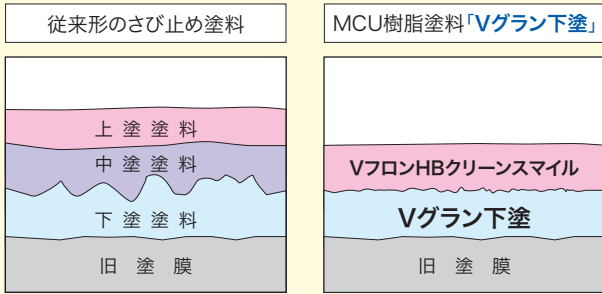 従来形のさび止め塗料
上塗塗料
中塗塗料
下塗塗料
旧塗膜
MCU樹脂塗料「Vグラン下塗」
VフロンHBクリーンスマイル
Vグラン下塗
旧塗膜